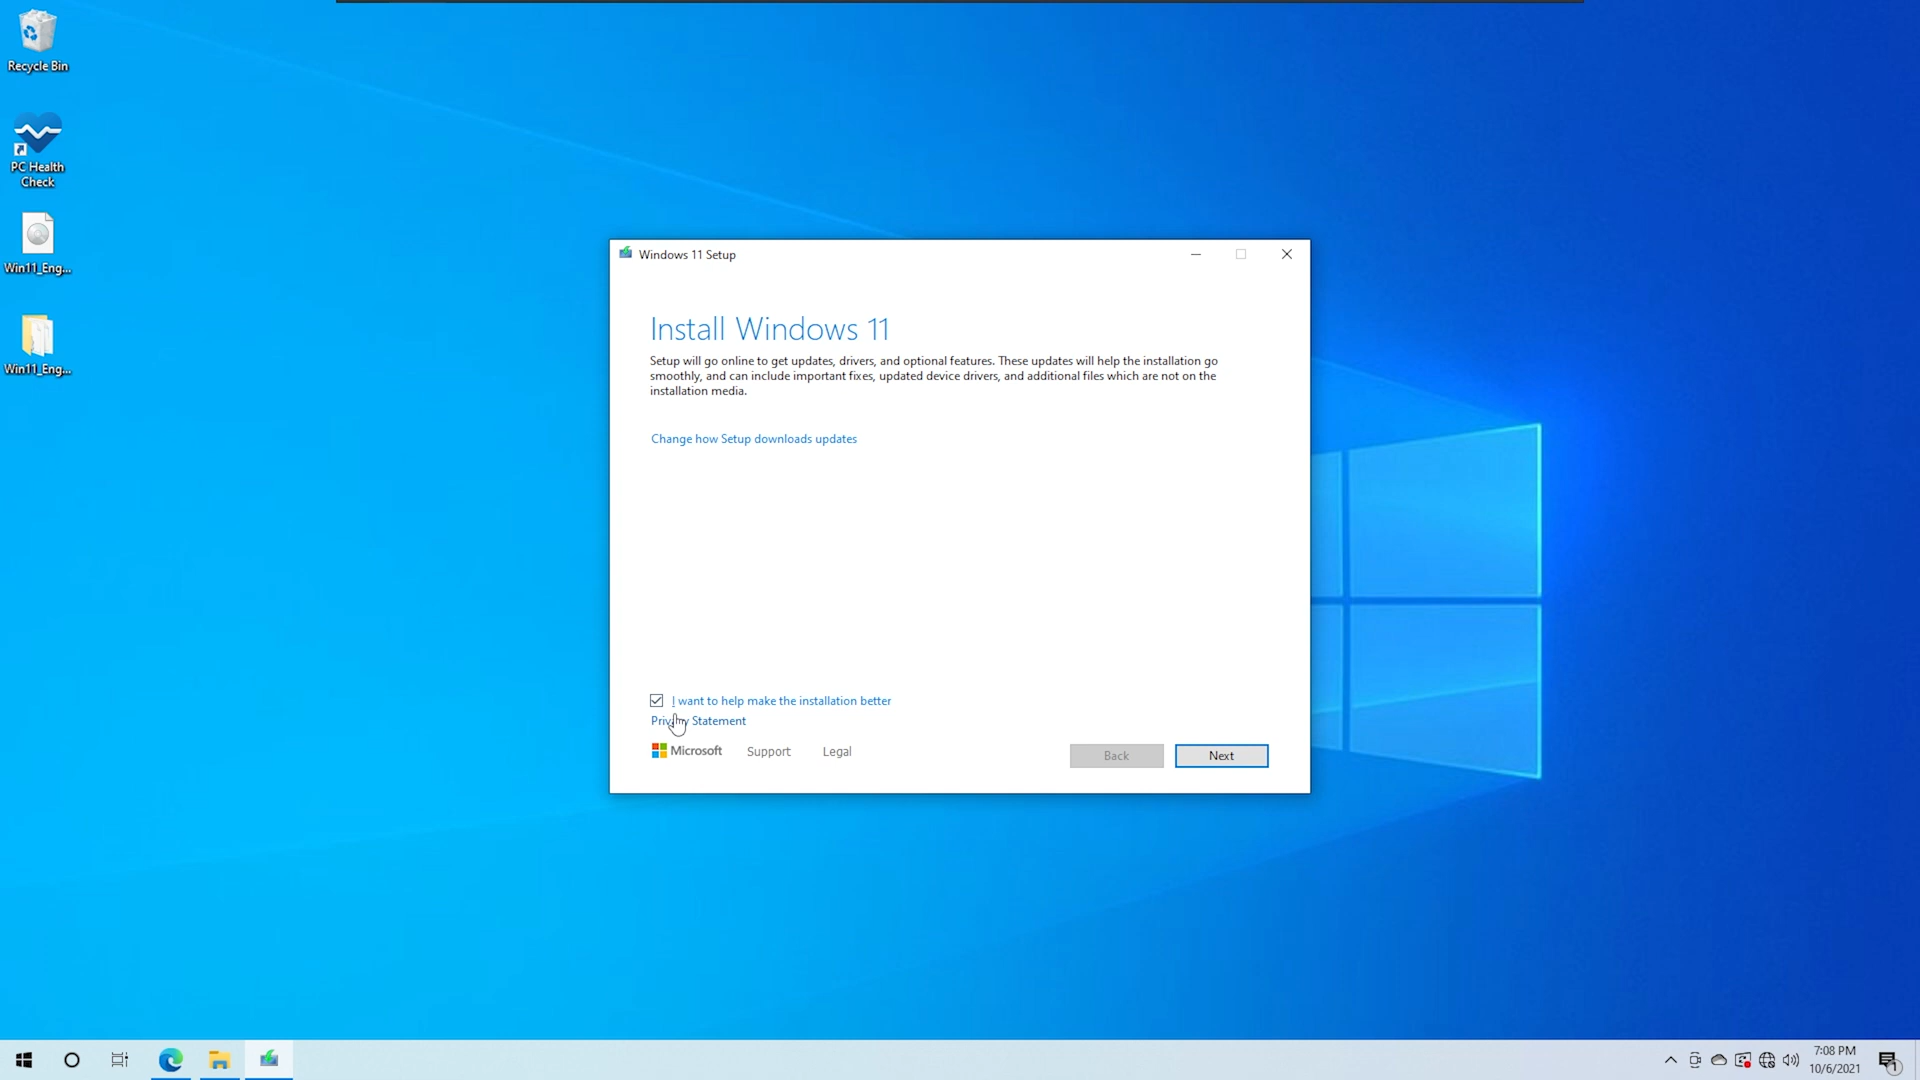 Recycle Bin
PC Health
Check
Win11_Eng...
Win11_Eng...
Windows 11 Setup
Install Windows 11
Setup will go online to get updates, drivers, and optional features. These updates will help the installation go
smoothly, and can include important fixes, updated device drivers, and additional files which are not on the
installation media.
Change how Setup downloads updates
I want to help make the installation better
Privacy Statement
Microsoft
Support
Legal
Back
Next
7:08 PM
10/6/2021
1